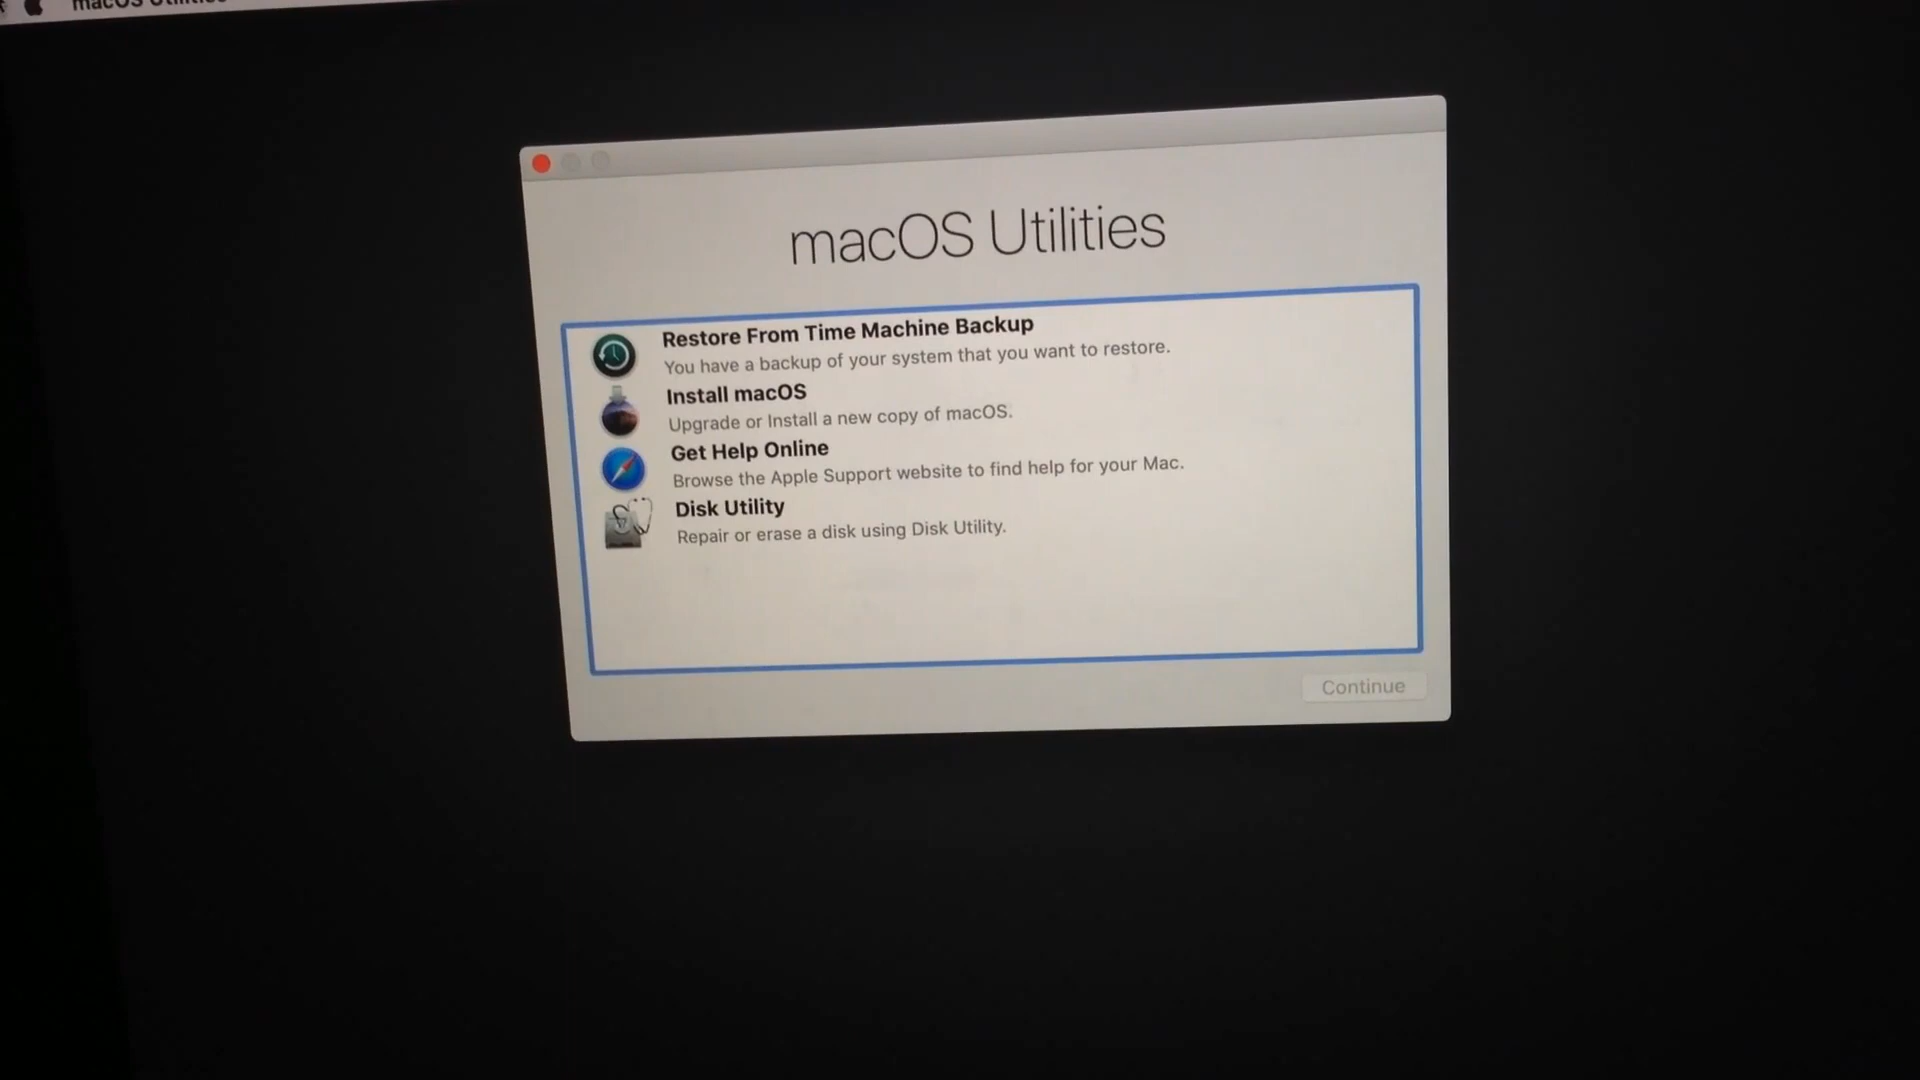 macOS Utilities
macOS Utilities
Restore From Time Machine Backup
You have a backup of your system that you want to restore.
Install macOS
Upgrade or Install a new copy of macOS.
Get Help Online
Browse the Apple Support website to find help for your Mac.
Disk Utility
Repair or erase a disk using Disk Utility.
Continue